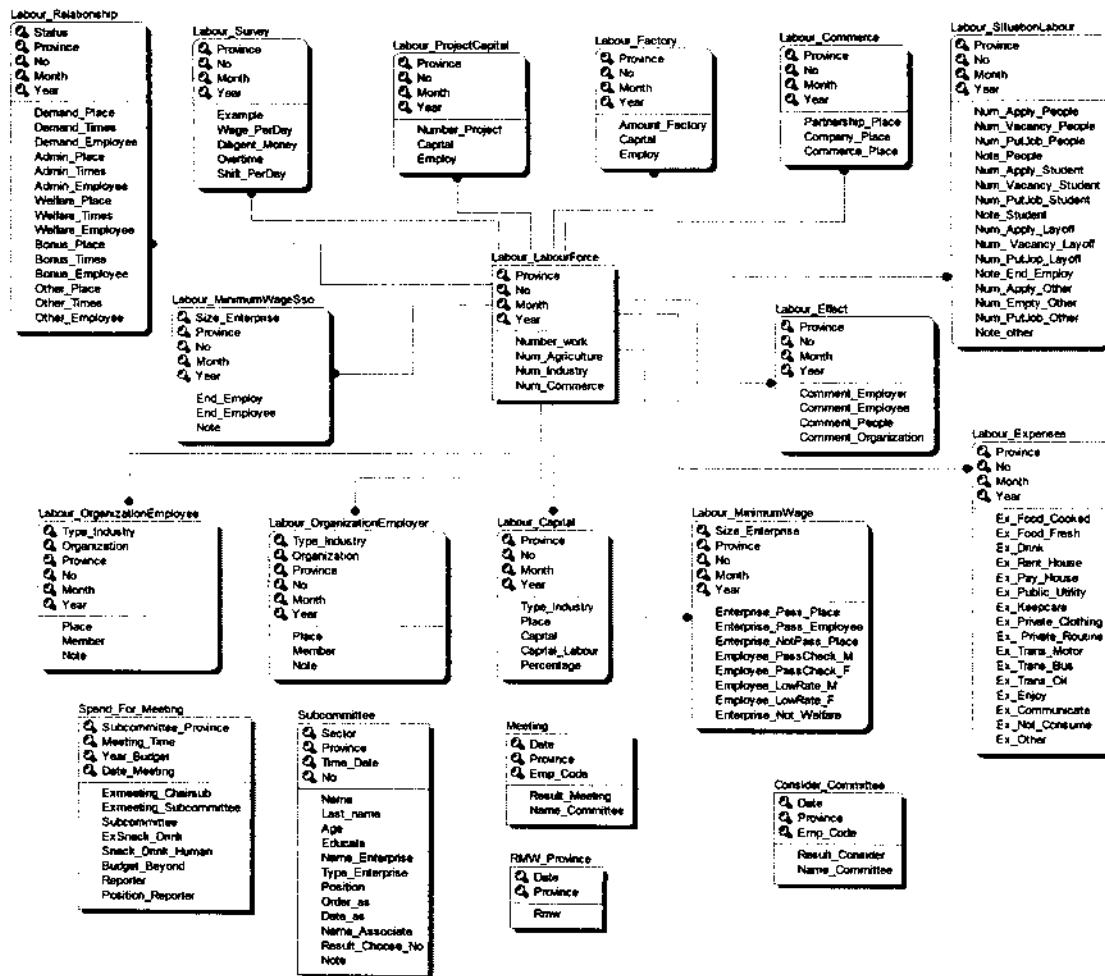 Labour_Relationship
Status
Province
No
Month
Year
Demand_Place
Demand_Times
Demand_Employee
Admin_Place
Admin_Times
Admin_Employee
Welfare_Place
Welfare_Times
Welfare_Employee
Bonus_Place
Bonus_Times
Bonus_Employee
Other_Place
Other_Times
Other_Employee
Labour_Survey
Province
No
Month
Year
Example
Wage_PerDay
Diligent_Money
Overtime
Shift_PerDay
Labour_ProjectCapital
Province
No
Month
Year
Number_Project
Capital
Employ
Labour_Factory
Province
No
Month
Year
Amount_Factory
Capital
Employ
Labour_Commerce
Province
No
Month
Year
Partnership_Place
Company_Place
Commerce_Place
Labour_SituationLabour
Province
No
Month
Year
Num_Apply_People
Num_Vacancy_People
Num_PutJob_People
Note_People
Num_Apply_Student
Num_Vacancy_Student
Num_PutJob_Student
Note_Student
Num_Apply_Layoff
Num_ Vacancy_Layoff
Num_PutJop_Layoff
Note_End_Employ
Num_Apply_Other
Num_Empty_Other
Num_PutJob_Other
Note_other
Labour_MinimumWageSso
Size_Enterprise
Province
No
Month
Year
End_Employ
End_Employee
Note
Labour_LabourForce
Province
No
Month
Year
Number_work
Num_Agriculture
Num_Industry
Num_Commerce
Labour_Effect
Province
No
Month
Year
Comment_Employer
Comment_Employee
Comment_People
Comment_Organization
Labour_Expenses
Province
No
Month
Year
Ex_Food_Cooked
Ex_Food_Fresh
Ex_Drink
Ex_Rent_House
Ex_Pay_House
Ex_Public_Utility
Ex_Keepcare
Ex_Private_Clothing
Ex_ Private_Routine
Ex_Trans_Motor
Ex_Trans_Bus
Ex_Trans_Oil
Ex_Enjoy
Ex_Communicate
Ex_Not_Consume
Ex_Other
Labour_OrganizationEmployee
Type_Industry
Organization
Province
No
Month
Year
Place
Member
Note
Labour_OrganizationEmployer
Type_Industry
Organization
Province
No
Month
Year
Place
Member
Note
Labour_Capital
Province
No
Month
Year
Type_Industry
Place
Capital
Capital_Labour
Percentage
Labour_MinimumWage
Size_Enterprise
Province
No
Month
Year
Enterprise_Pass_Place
Enterprise_Pass_Employee
Enterprise_NotPass_Place
Employee_PassCheck_M
Employee_PassCheck_F
Employee_LowRate_M
Employee_LowRate_F
Enterprise_Not_Welfare
Spend_For_Meeting
Subcommittee_Province
Meeting_Time
Year_Budget
Date_Meeting
Exmeeting_Chairsub
Exmeeting_Subcommittee
Subcommittee
ExSnack_Drink
Snack_Drink_Human
Budget_Beyond
Reporter
Position_Reporter
Subcommittee
Sector
Province
Time_Date
No
Name
Last_name
Age
Educate
Name_Enterprise
Type_Enterprise
Position
Order_as
Date_as
Name_Associate
Result_Choose_No
Note
Meeting
Date
Province
Emp_Code
Result_Meeting
Name_Committee
RMW_Province
Date
Province
Rmw
Consider_Committee
Date
Province
Emp_Code
Result_Consider
Name_Committee